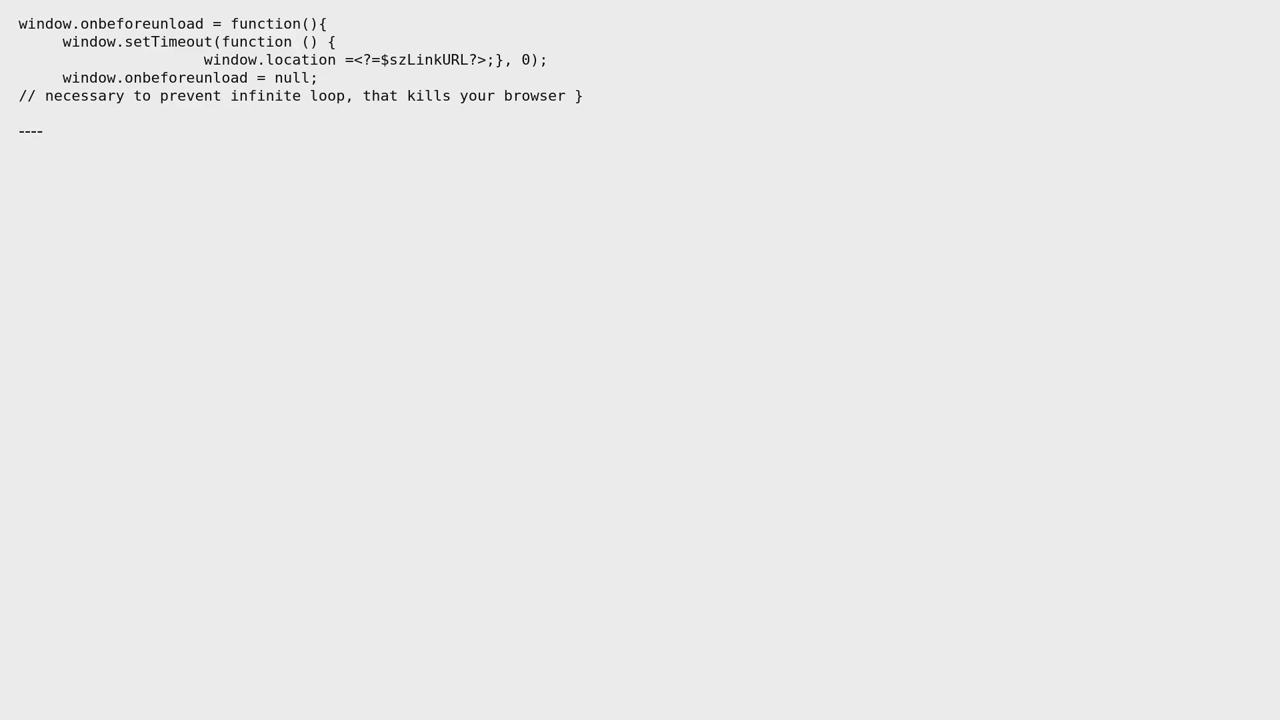 window.onbeforeunload = function(){
     window.setTimeout(function () {
                     window.location =<?=$szLinkURL?>;}, 0);
     window.onbeforeunload = null;
// necessary to prevent infinite loop, that kills your browser }

----